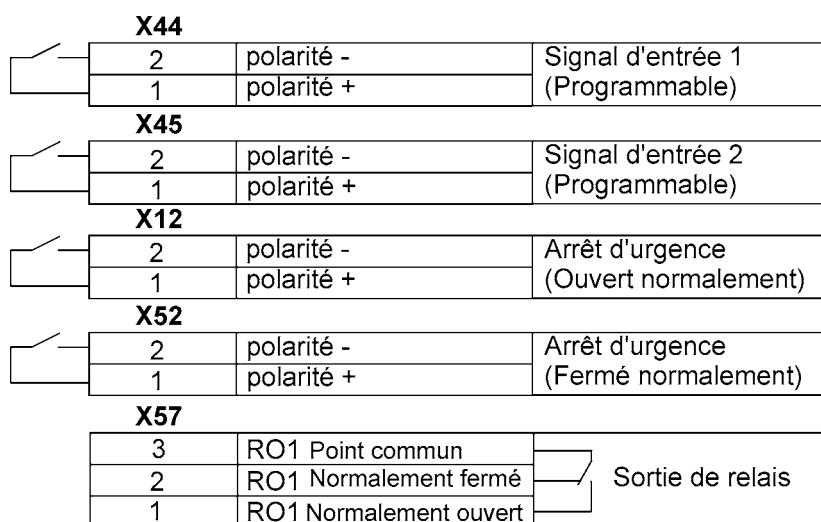 X44
2 polarité - Signal d'entrée 1
1 polarité + (Programmable)
X45
2 polarité - Signal d'entrée 2
1 polarité + (Programmable)
X12
2 polarité - Arrêt d'urgence
1 polarité + (Ouvert normalement)
X52
2 polarité - Arrêt d'urgence
1 polarité + (Fermé normalement)
X57
3 RO1 Point commun
2 RO1 Normalement fermé Sortie de relais
1 RO1 Normalement ouvert